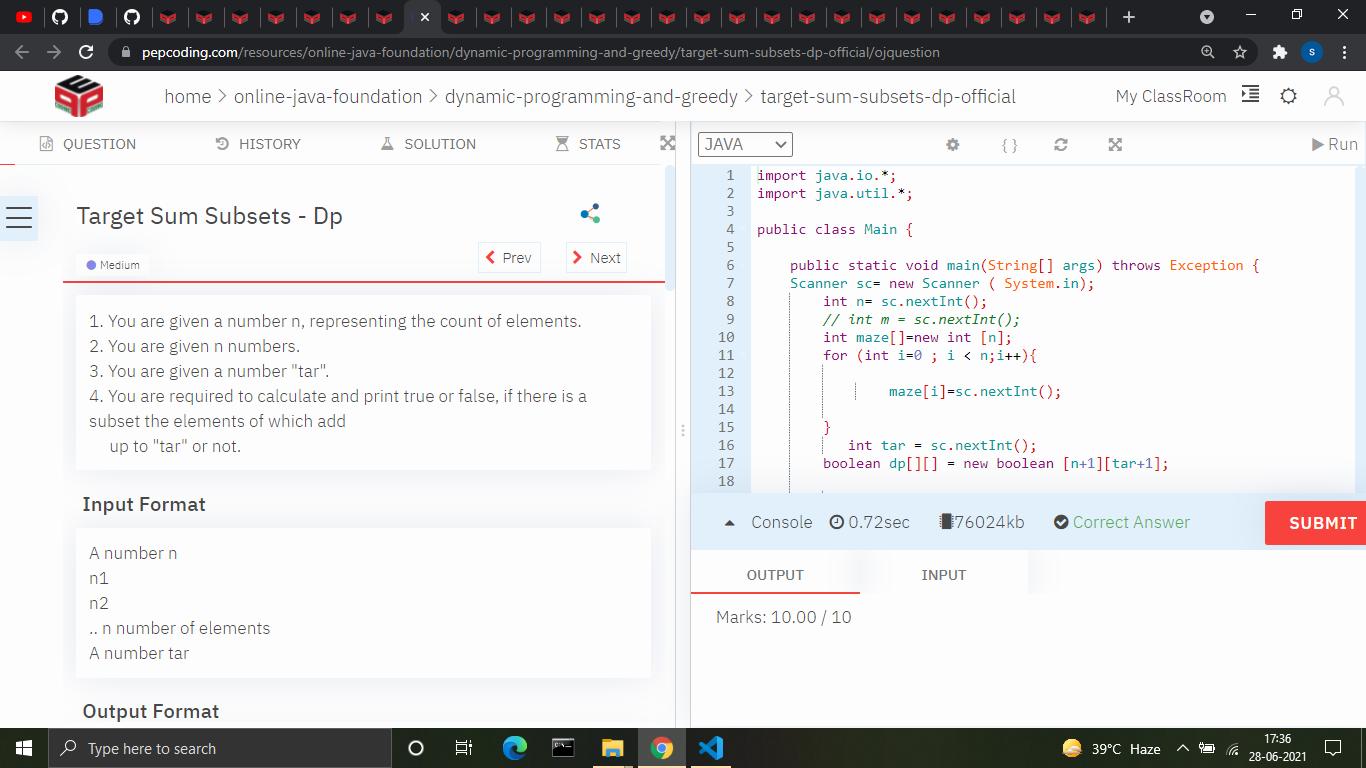 pepcoding.com/resources/online-java-foundation/dynamic-programming-and-greedy/target-sum-subsets-dp-official/ojquestion
S
home > online-java-foundation > dynamic-programming-and-greedy > target-sum-subsets-dp-official
My ClassRoom
QUESTION
HISTORY
SOLUTION
STATS
Target Sum Subsets - Dp
Medium
Prev
Next
1. You are given a number n, representing the count of elements.
2. You are given n numbers.
3. You are given a number "tar".
4. You are required to calculate and print true or false, if there is a
subset the elements of which add
up to "tar" or not.
Input Format
A number n
n1
n2
.. n number of elements
A number tar
Output Format
JAVA
{ }
Run
1 import java.io.*;
2 import java.util.*;
3
4 public class Main {
5
6 public static void main(String[] args) throws Exception {
7 Scanner sc= new Scanner ( System.in);
8 int n= sc.nextInt();
9 // int m = sc.nextInt();
10 int maze[]=new int [n];
11 for (int i=0 ; i < n;i++){
12
13 maze[i]=sc.nextInt();
14
15 }
16 int tar = sc.nextInt();
17 boolean dp[][] = new boolean [n+1][tar+1];
18
Console
0.72sec
76024kb
Correct Answer
SUBMIT
OUTPUT
INPUT
Marks: 10.00 / 10
Type here to search
39°C Haze
17:36
28-06-2021